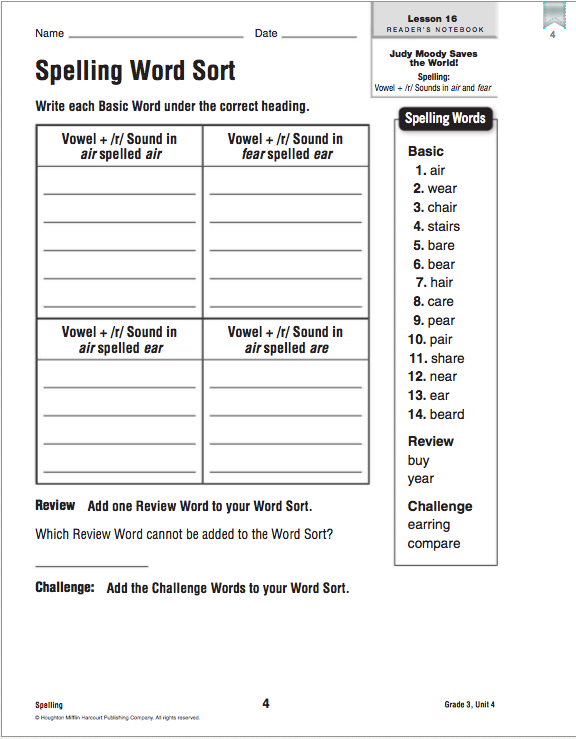 Name
Date
Lesson 16
READER'S NOTEBOOK
4
Judy Moody Saves
the World!
Spelling:
Vowel + /r/ Sounds in air and fear
Spelling Word Sort
Write each Basic Word under the correct heading.
Vowel + /r/ Sound in
air spelled air
Vowel + /r/ Sound in
fear spelled ear
Vowel + /r/ Sound in
air spelled ear
Vowel + /r/ Sound in
air spelled are
Review Add one Review Word to your Word Sort.
Which Review Word cannot be added to the Word Sort?
Challenge: Add the Challenge Words to your Word Sort.
Spelling Words
Basic
1. air
2. wear
3. chair
4. stairs
5. bare
6. bear
7. hair
8. care
9. pear
10. pair
11. share
12. near
13. ear
14. beard
Review
buy
year
Challenge
earring
compare
Spelling
4
Grade 3, Unit 4
© Houghton Mifflin Harcourt Publishing Company. All rights reserved.